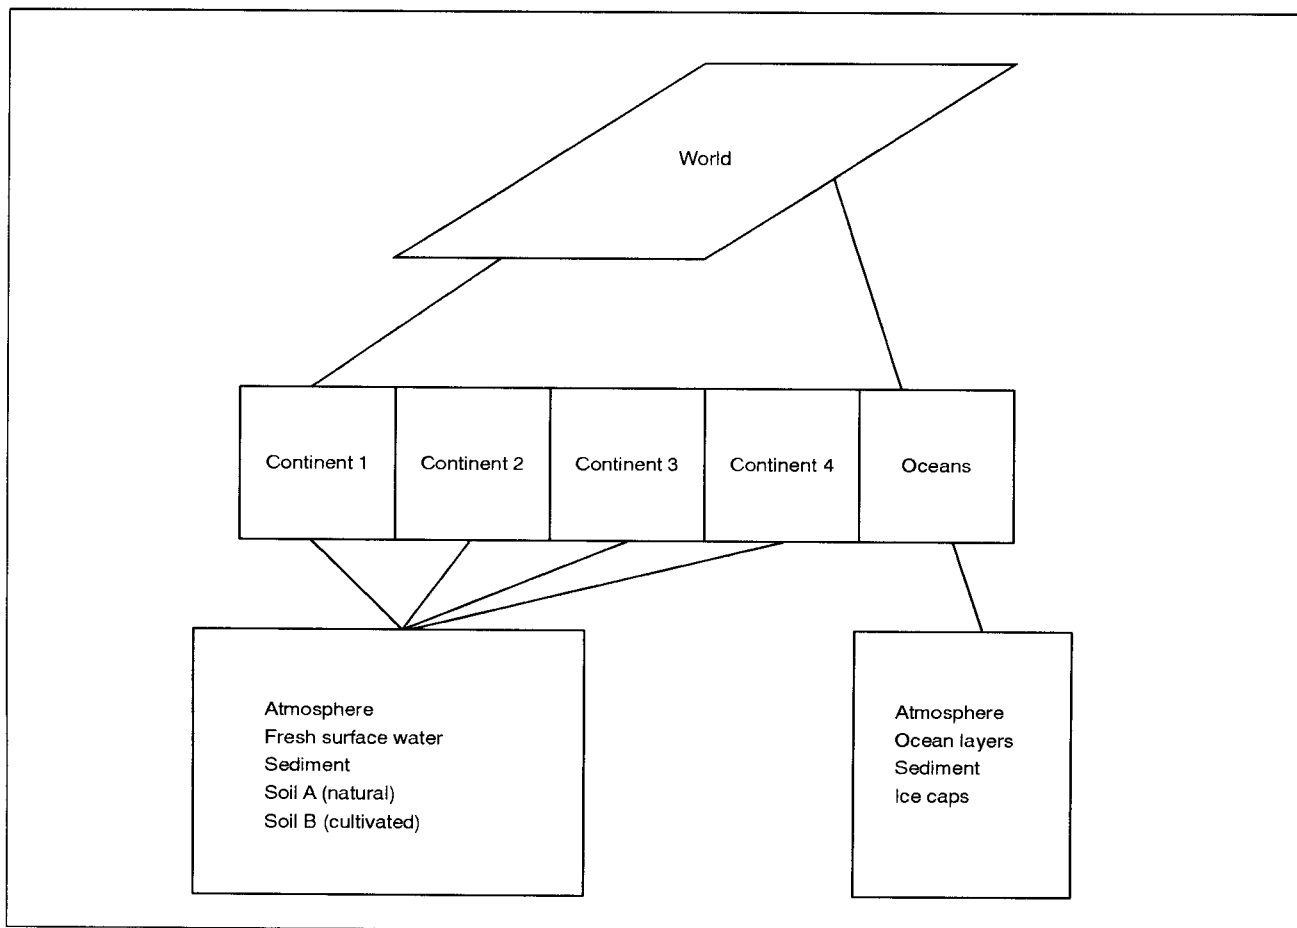 World
Continent 1
Continent 2
Continent 3
Continent 4
Oceans
Atmosphere
Fresh surface water
Sediment
Soil A (natural)
Soil B (cultivated)
Atmosphere
Ocean layers
Sediment
Ice caps